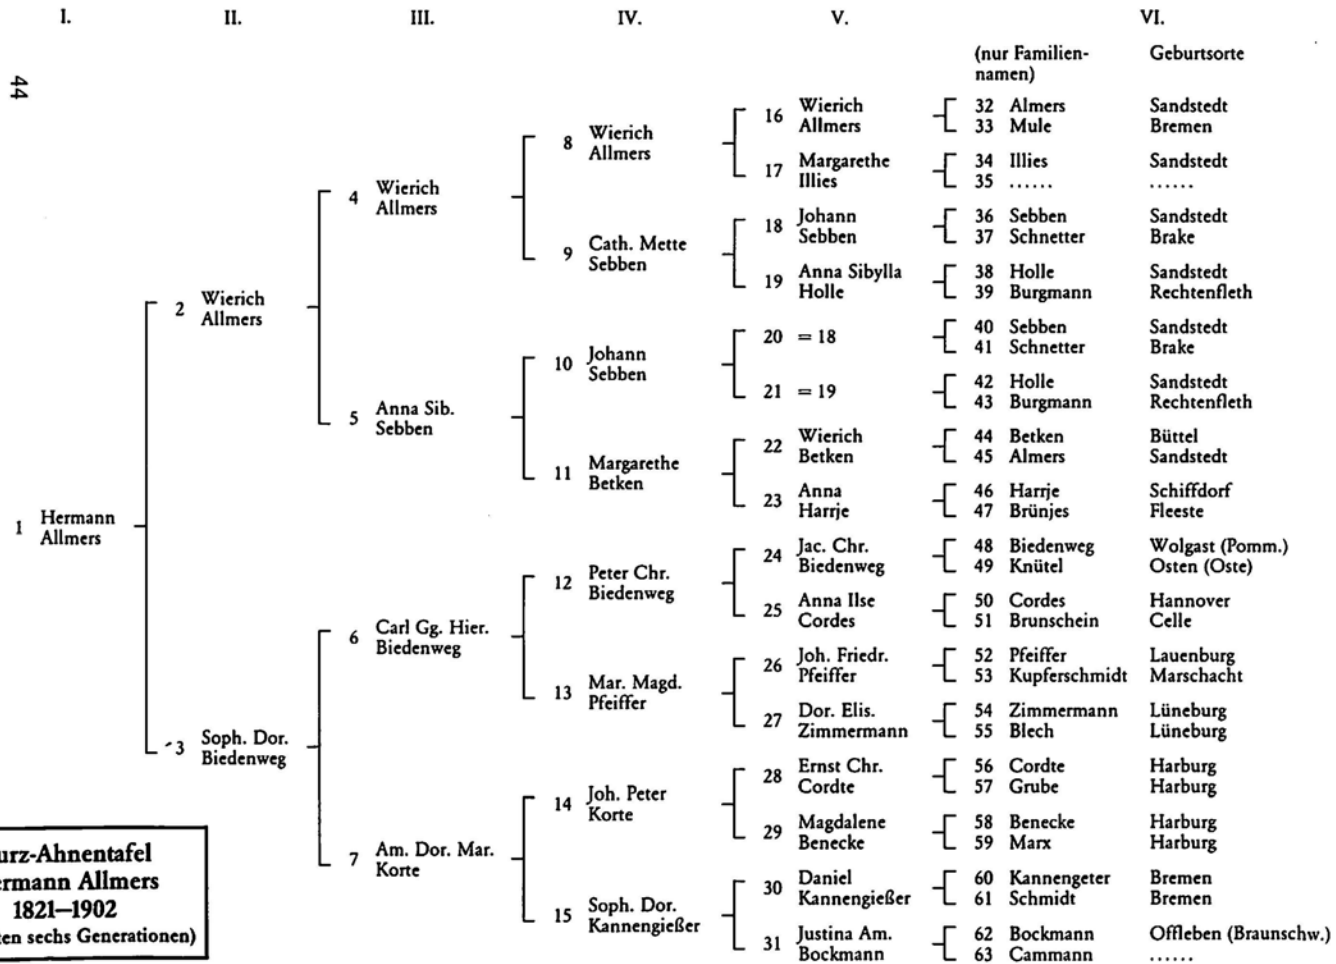 I. II. III. IV. V. VI.
(nur Familien- Geburtsorte
namen)
44
1 Hermann
Allmers
2 Wierich
Allmers
3 Soph. Dor.
Biedenweg
4 Wierich
Allmers
5 Anna Sib.
Sebben
6 Carl Gg. Hier.
Biedenweg
7 Am. Dor. Mar.
Korte
8 Wierich
Allmers
9 Cath. Mette
Sebben
10 Johann
Sebben
11 Margarethe
Betken
12 Peter Chr.
Biedenweg
13 Mar. Magd.
Pfeiffer
14 Joh. Peter
Korte
15 Soph. Dor.
Kannengießer
16 Wierich
Allmers
17 Margarethe
Illies
18 Johann
Sebben
19 Anna Sibylla
Holle
20 = 18
21 = 19
22 Wierich
Betken
23 Anna
Harrje
24 Jac. Chr.
Biedenweg
25 Anna Ilse
Cordes
26 Joh. Friedr.
Pfeiffer
27 Dor. Elis.
Zimmermann
28 Ernst Chr.
Cordte
29 Magdalene
Benecke
30 Daniel
Kannengießer
31 Justina Am.
Bockmann
32 Almers Sandstedt
33 Mule Bremen
34 Illies Sandstedt
35 ...... ......
36 Sebben Sandstedt
37 Schnetter Brake
38 Holle Sandstedt
39 Burgmann Rechtenfleth
40 Sebben Sandstedt
41 Schnetter Brake
42 Holle Sandstedt
43 Burgmann Rechtenfleth
44 Betken Büttel
45 Almers Sandstedt
46 Harrje Schiffdorf
47 Brünjes Fleeste
48 Biedenweg Wolgast (Pomm.)
49 Knütel Osten (Oste)
50 Cordes Hannover
51 Brunschein Celle
52 Pfeiffer Lauenburg
53 Kupferschmidt Marschacht
54 Zimmermann Lüneburg
55 Blech Lüneburg
56 Cordte Harburg
57 Grube Harburg
58 Benecke Harburg
59 Marx Harburg
60 Kannengeter Bremen
61 Schmidt Bremen
62 Bockmann Offleben (Braunschw.)
63 Cammann ......
urz-Ahnentafel
ermann Allmers
1821–1902
ten sechs Generationen)